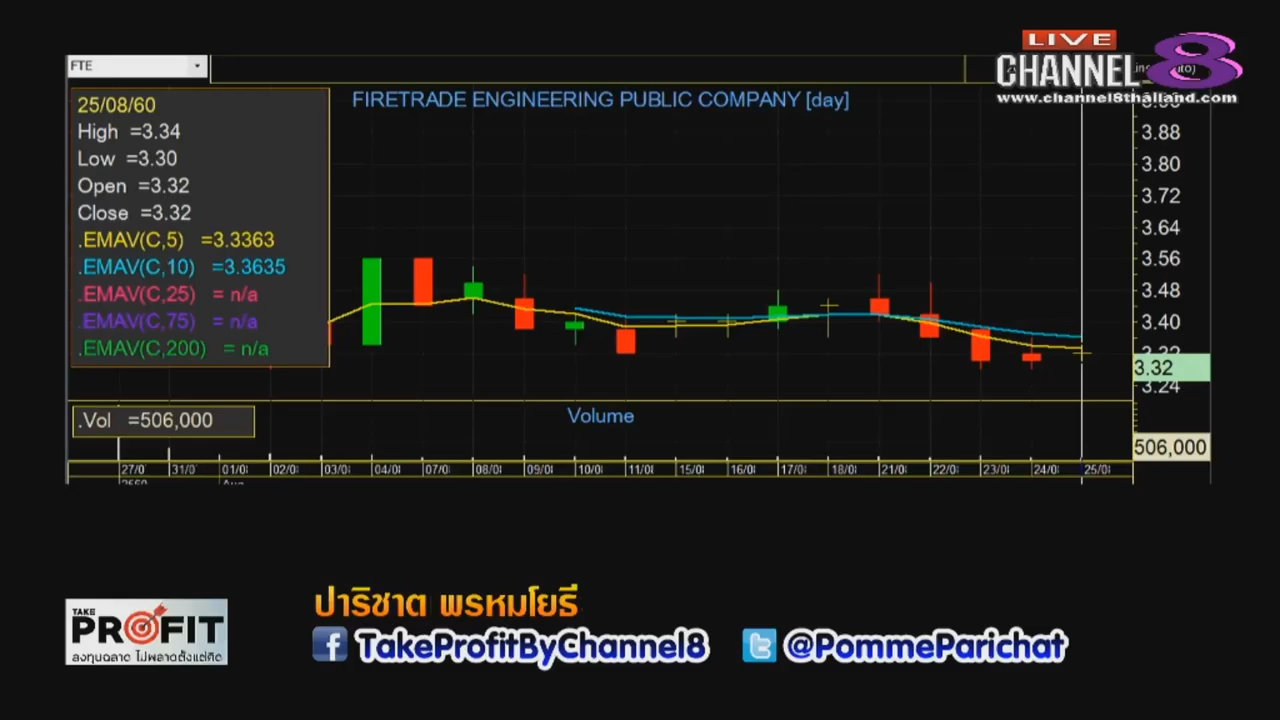 LIVE
CHANNEL 8
www.channel8thailand.com
FTE
FIRETRADE ENGINEERING PUBLIC COMPANY [day]
25/08/60
High =3.34
Low =3.30
Open =3.32
Close =3.32
.EMAV(C,5) =3.3363
.EMAV(C,10) =3.3635
.EMAV(C,25) = n/a
.EMAV(C,75) = n/a
.EMAV(C,200) = n/a
3.88
3.80
3.72
3.64
3.56
3.48
3.40
3.32
3.32
3.24
.Vol =506,000
Volume
506,000
27/0 31/0 01/0 02/0 03/0 04/0 07/0 08/0 09/0 10/0 11/0 15/0 16/0 17/0 18/0 21/0 22/0 23/0 24/0 25/0
2560 Aug
TAKE
PROFIT
ลงทุนฉลาด ไม่พลาดตั้งแต่คิด
ปาริชาต พรหมโยธี
TakeProfitByChannel8
@PommeParichat